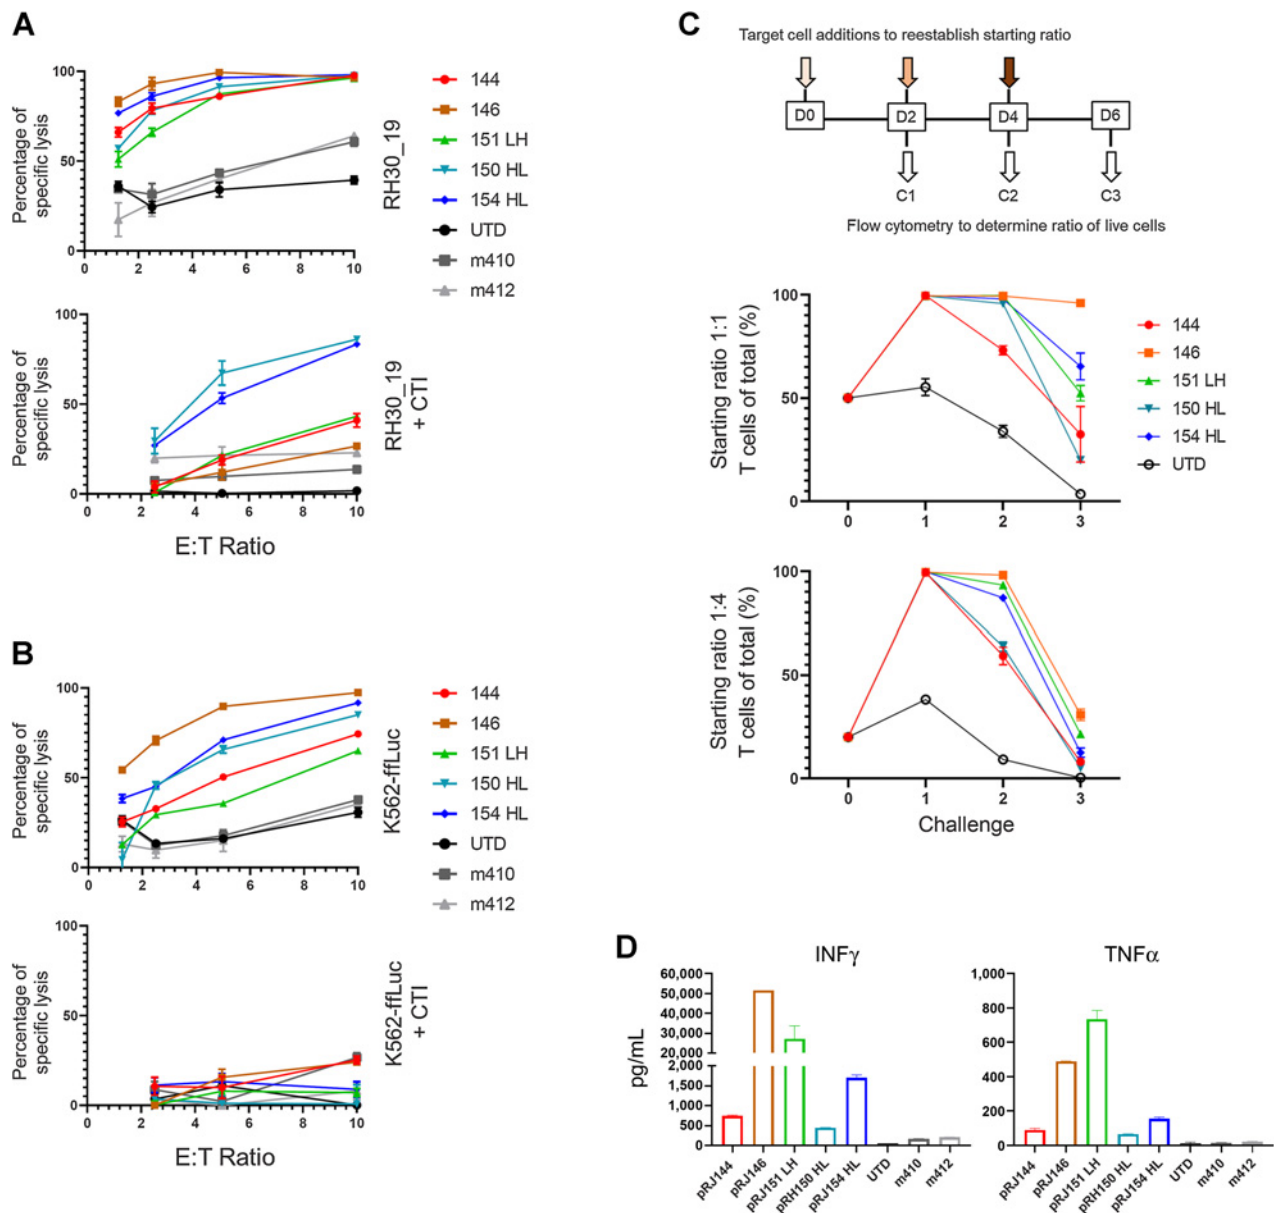 A
Percentage of
specific lysis
100
50
0
0
2
4
6
8
10
RH30_19
144
146
151 LH
150 HL
154 HL
UTD
m410
m412
Percentage of
specific lysis
100
50
0
0
2
4
6
8
10
RH30_19
+ CTI
E:T Ratio
B
Percentage of
specific lysis
100
50
0
0
2
4
6
8
10
K562-ffLuc
144
146
151 LH
150 HL
154 HL
UTD
m410
m412
Percentage of
specific lysis
100
50
0
0
2
4
6
8
10
K562-ffLuc
+ CTI
E:T Ratio
C
Target cell additions to reestablish starting ratio
D0 D2 D4 D6
C1 C2 C3
Flow cytometry to determine ratio of live cells
Starting ratio 1:1
T cells of total (%)
100
50
0
0 1 2 3
144
146
151 LH
150 HL
154 HL
UTD
Starting ratio 1:4
T cells of total (%)
100
50
0
0 1 2 3
Challenge
D
INFγ
pg/mL
60,000
50,000
40,000
30,000
20,000
2,000
1,500
1,000
500
0
pRJ144
pRJ146
pRJ151 LH
pRH150 HL
pRJ154 HL
UTD
m410
m412
TNFα
1,000
800
600
400
200
0
pRJ144
pRJ146
pRJ151 LH
pRH150 HL
pRJ154 HL
UTD
m410
m412